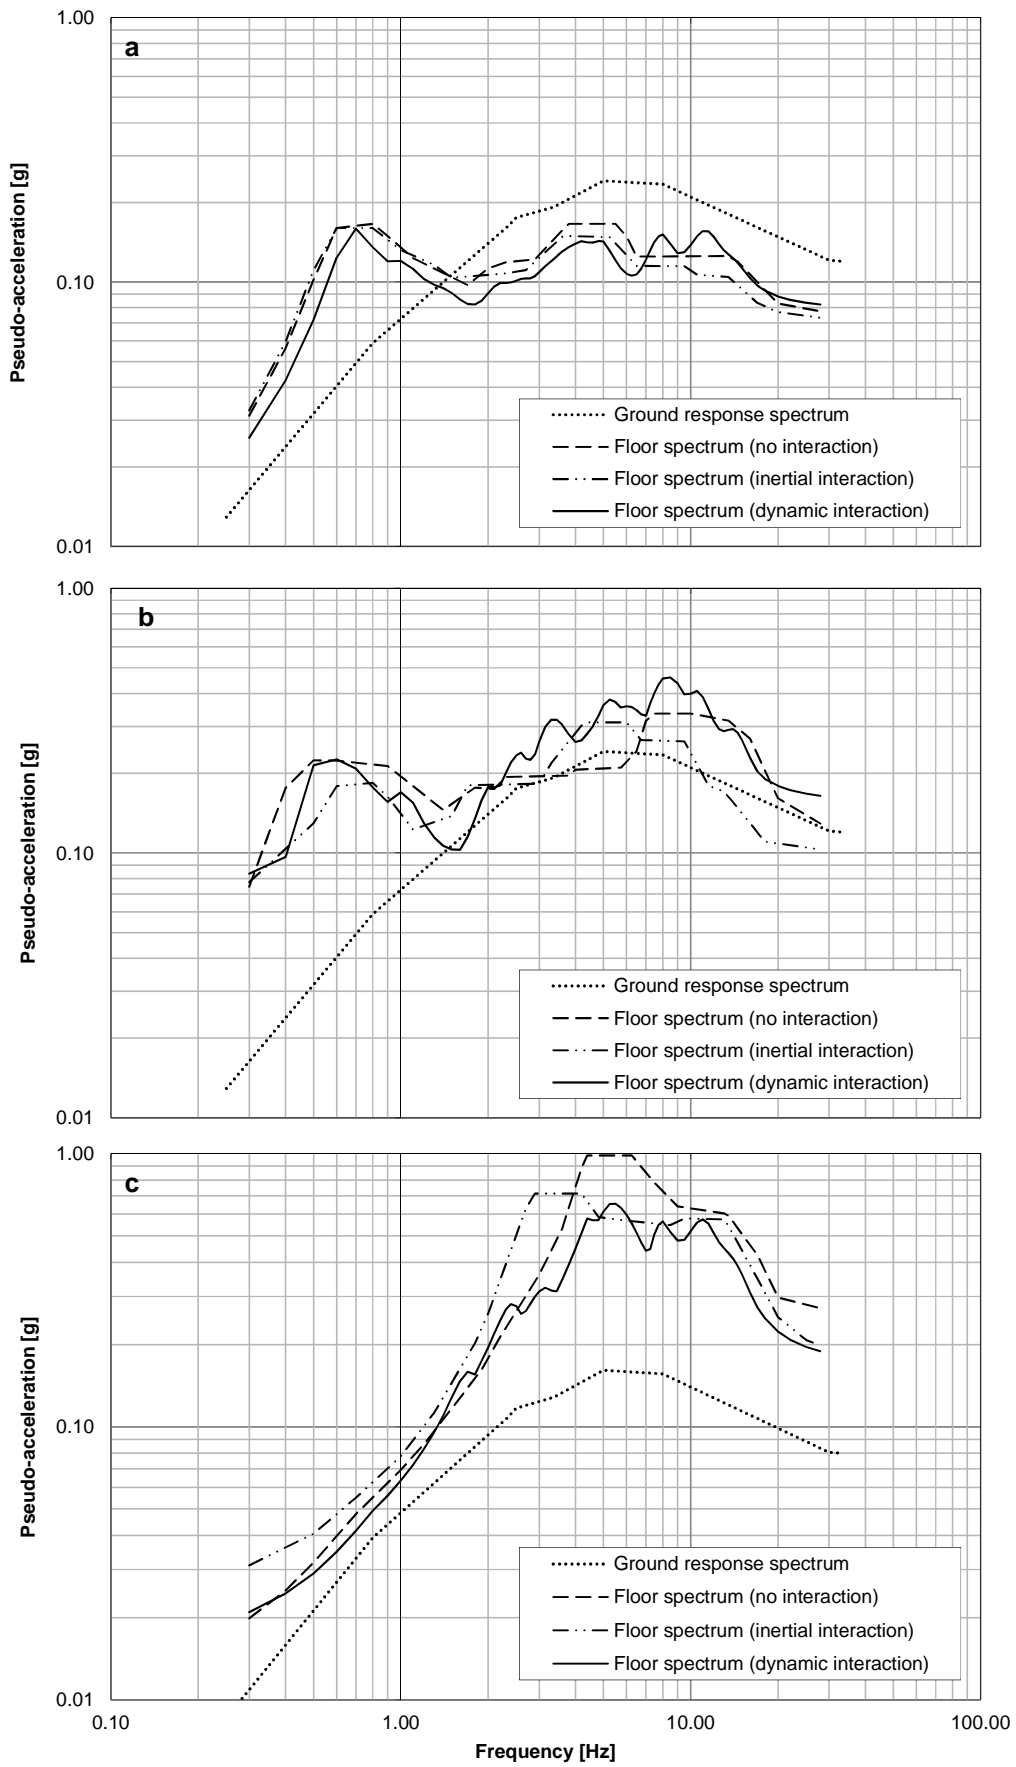 1.00
a
Pseudo-acceleration [g]
0.10
Ground response spectrum
Floor spectrum (no interaction)
Floor spectrum (inertial interaction)
Floor spectrum (dynamic interaction)
0.01
1.00
b
Pseudo-acceleration [g]
0.10
Ground response spectrum
Floor spectrum (no interaction)
Floor spectrum (inertial interaction)
Floor spectrum (dynamic interaction)
0.01
1.00
c
Pseudo-acceleration [g]
0.10
Ground response spectrum
Floor spectrum (no interaction)
Floor spectrum (inertial interaction)
Floor spectrum (dynamic interaction)
0.01
0.10 1.00 10.00 100.00
Frequency [Hz]